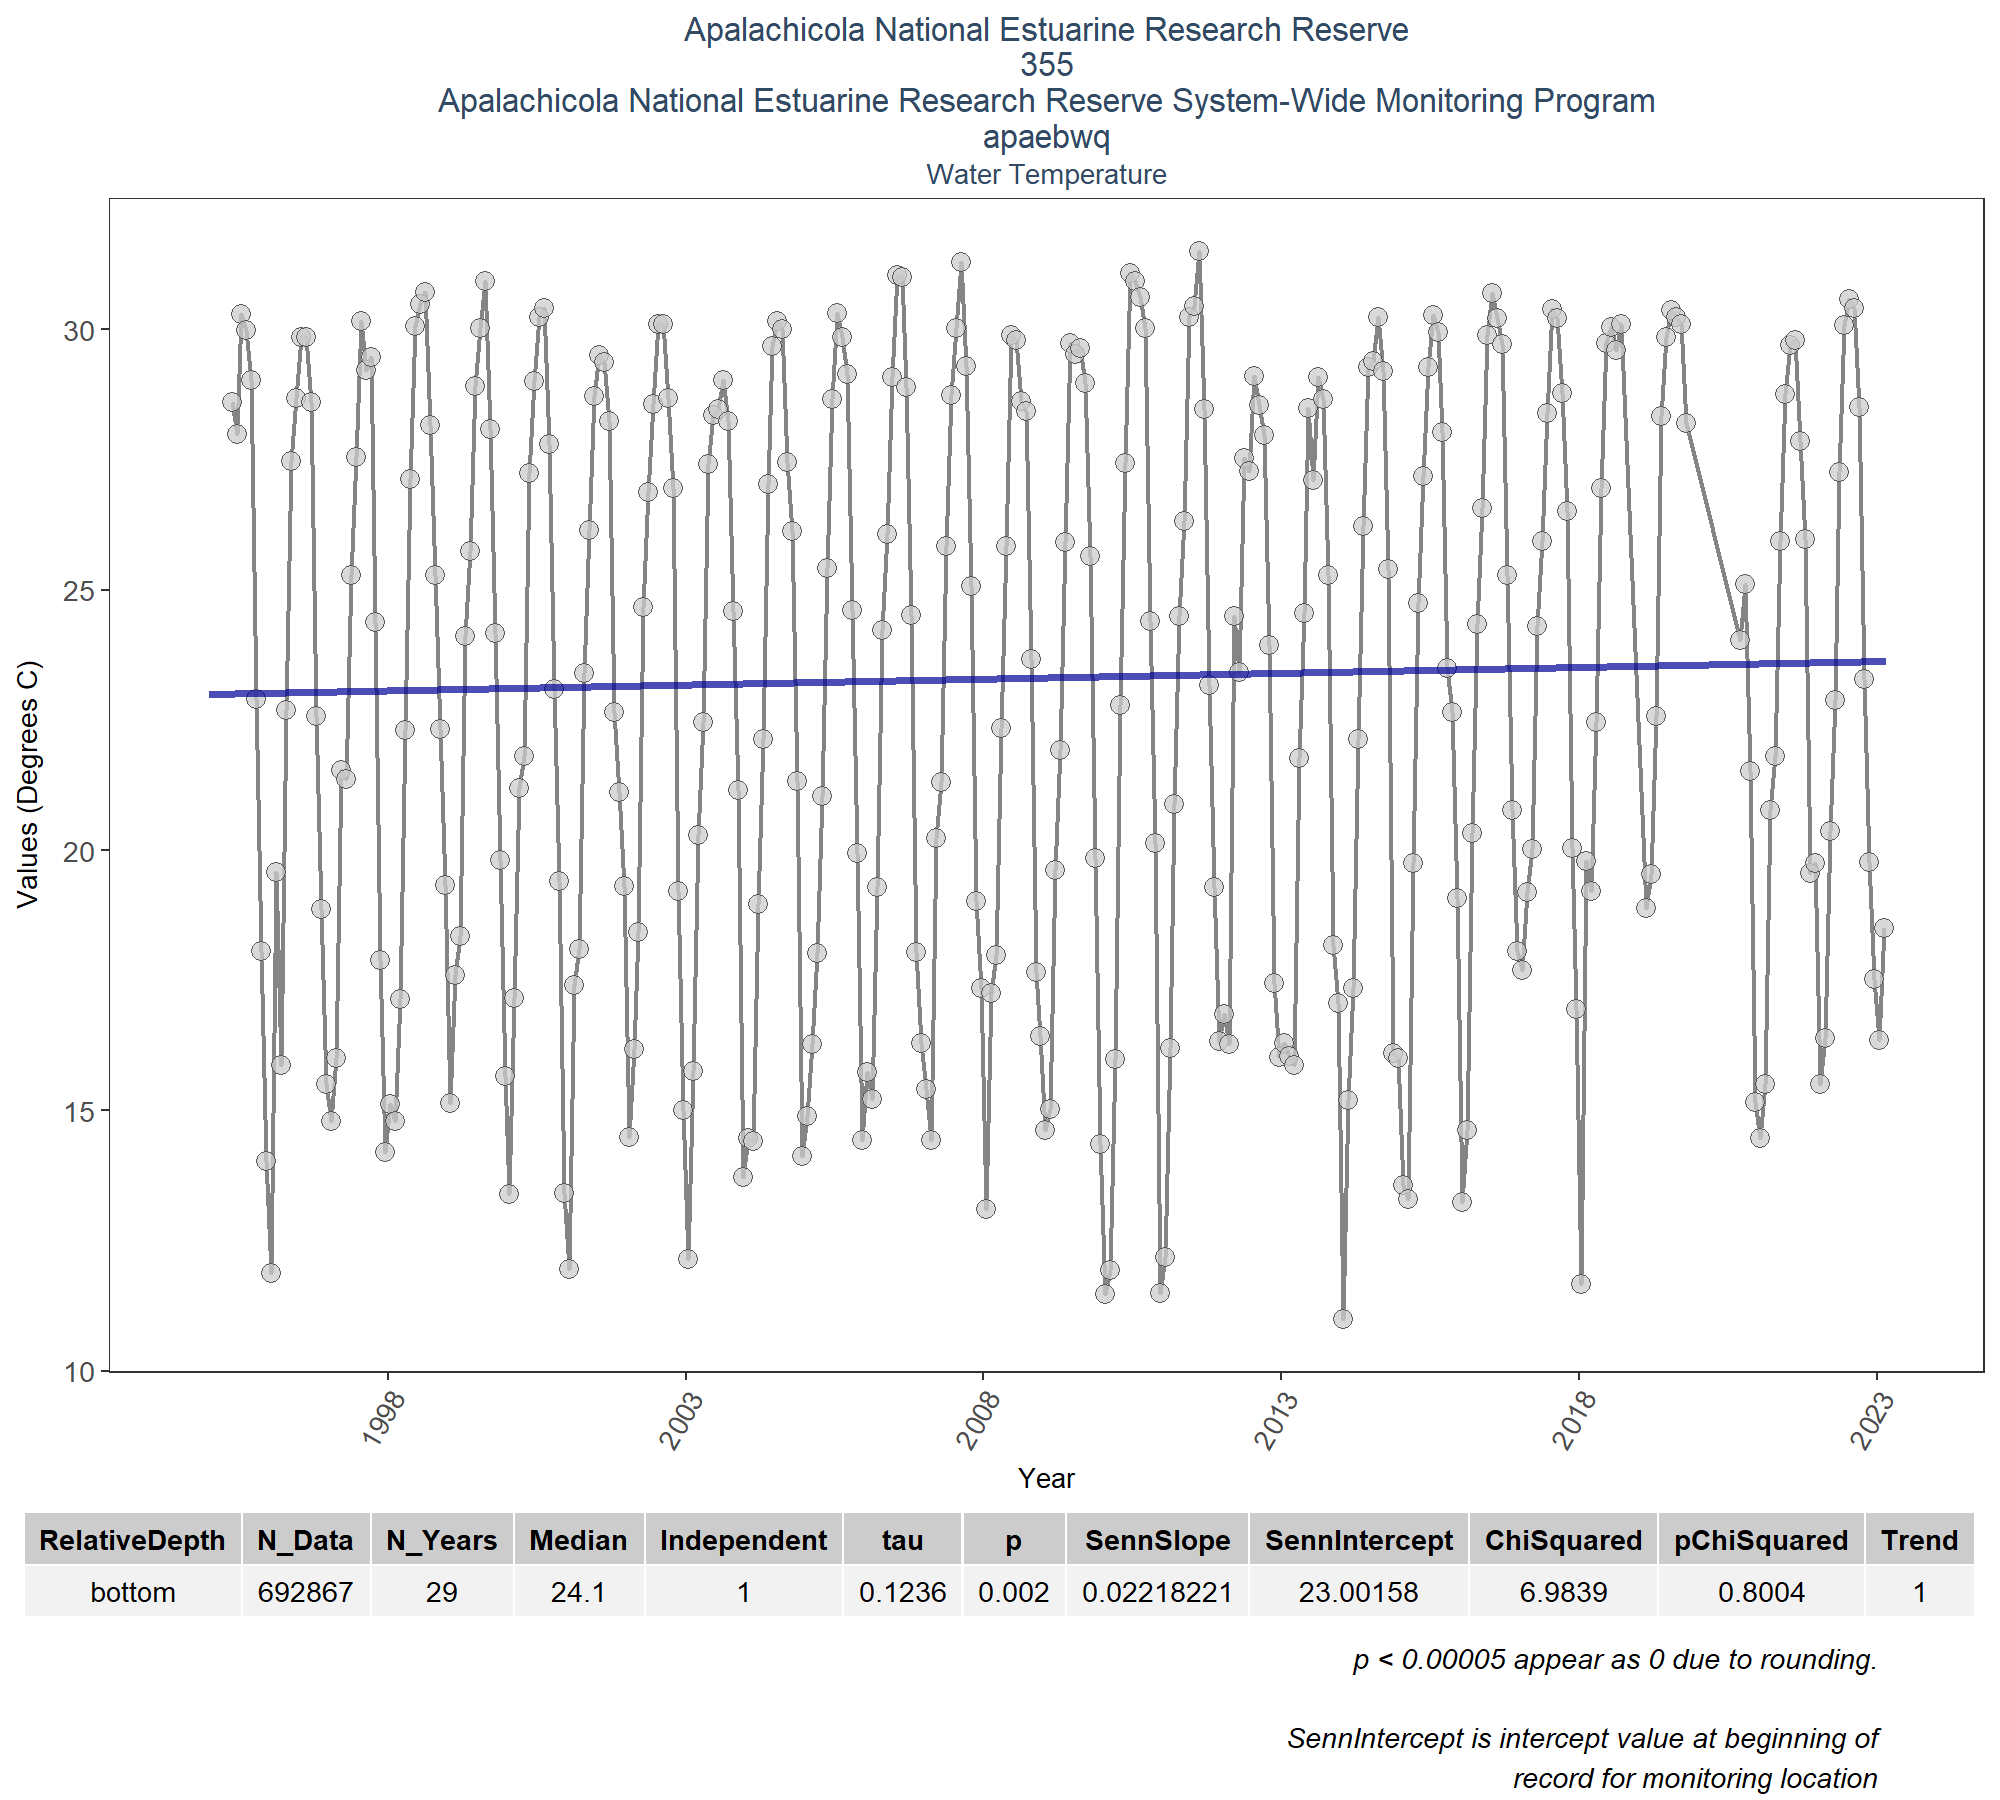 Apalachicola National Estuarine Research Reserve
355
Apalachicola National Estuarine Research Reserve System-Wide Monitoring Program
apaebwq
Water Temperature
Values (Degrees C)
30
25
20
15
10
1998 2003 2008 2013 2018 2023
Year
RelativeDepth N_Data N_Years Median Independent tau p SennSlope SennIntercept ChiSquared pChiSquared Trend
bottom 692867 29 24.1 1 0.1236 0.002 0.02218221 23.00158 6.9839 0.8004 1
p < 0.00005 appear as 0 due to rounding.
SennIntercept is intercept value at beginning of
record for monitoring location